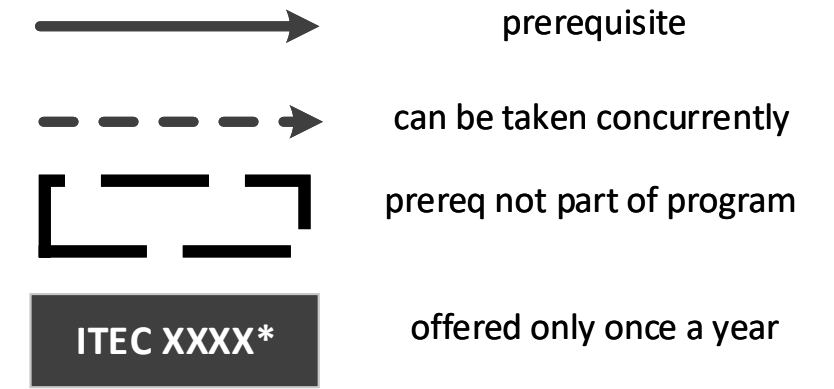 prerequisite
can be taken concurrently
prereq not part of program
ITEC XXXX*
offered only once a year